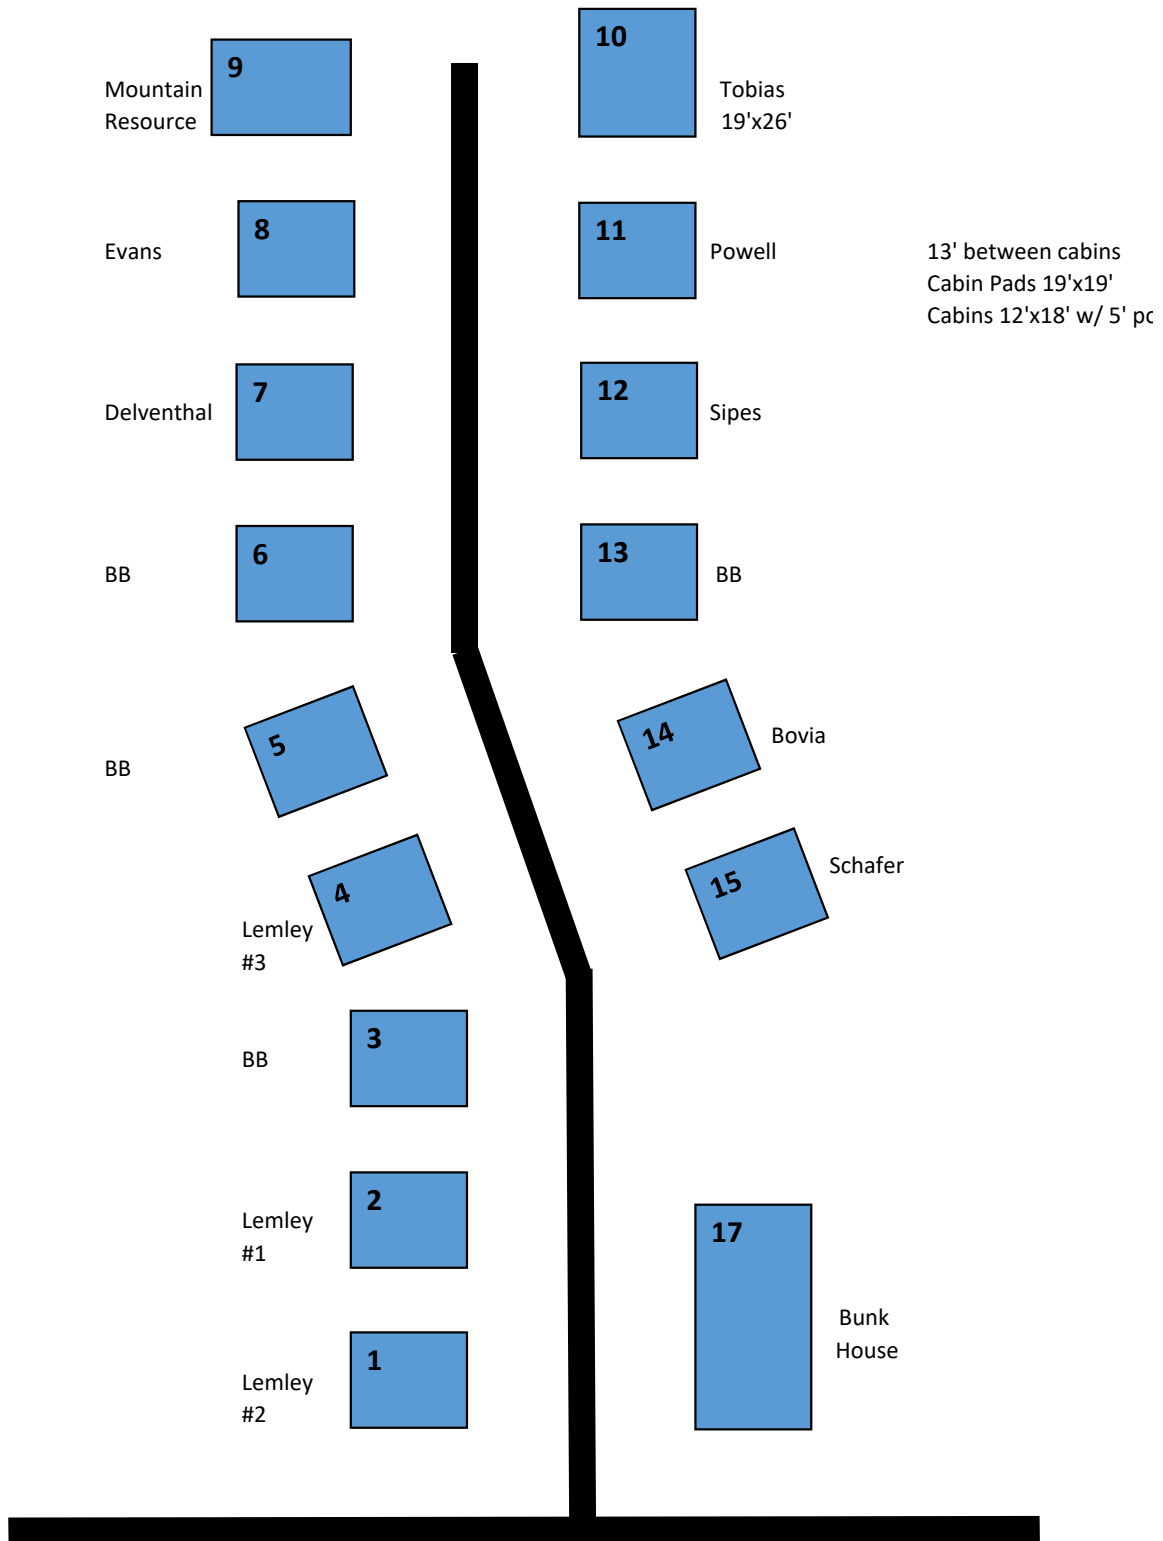 9
Mountain
Resource
10
Tobias
19'x26'
8
Evans
11
Powell
13' between cabins
Cabin Pads 19'x19'
Cabins 12'x18' w/ 5'
7
Delventhal
12
Sipes
6
BB
13
BB
5
BB
14
Bovia
4
Lemley
#3
15
Schafer
3
BB
2
Lemley
#1
17
Bunk
House
1
Lemley
#2